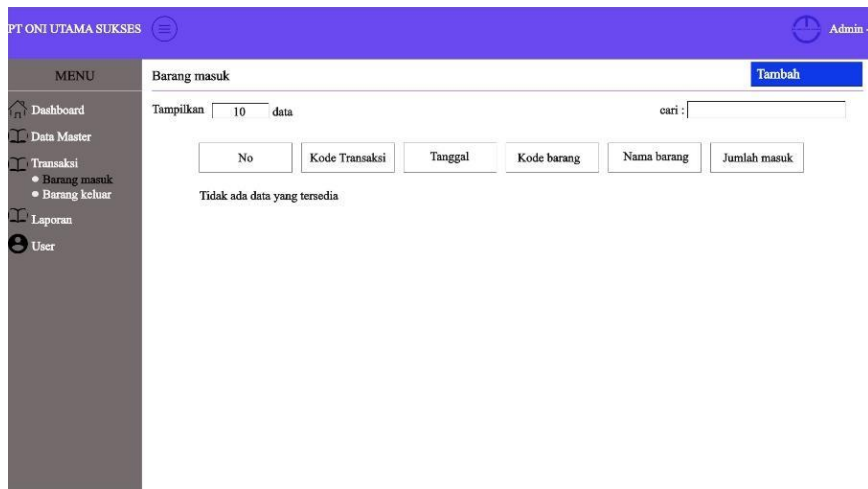 PT ONI UTAMA SUKSES
Admin
MENU
Dashboard
Data Master
Transaksi
Barang masuk
Barang keluar
Laporan
User
Barang masuk
Tambah
Tampilkan 10 data
cari :
No Kode Transaksi Tanggal Kode barang Nama barang Jumlah masuk
Tidak ada data yang tersedia